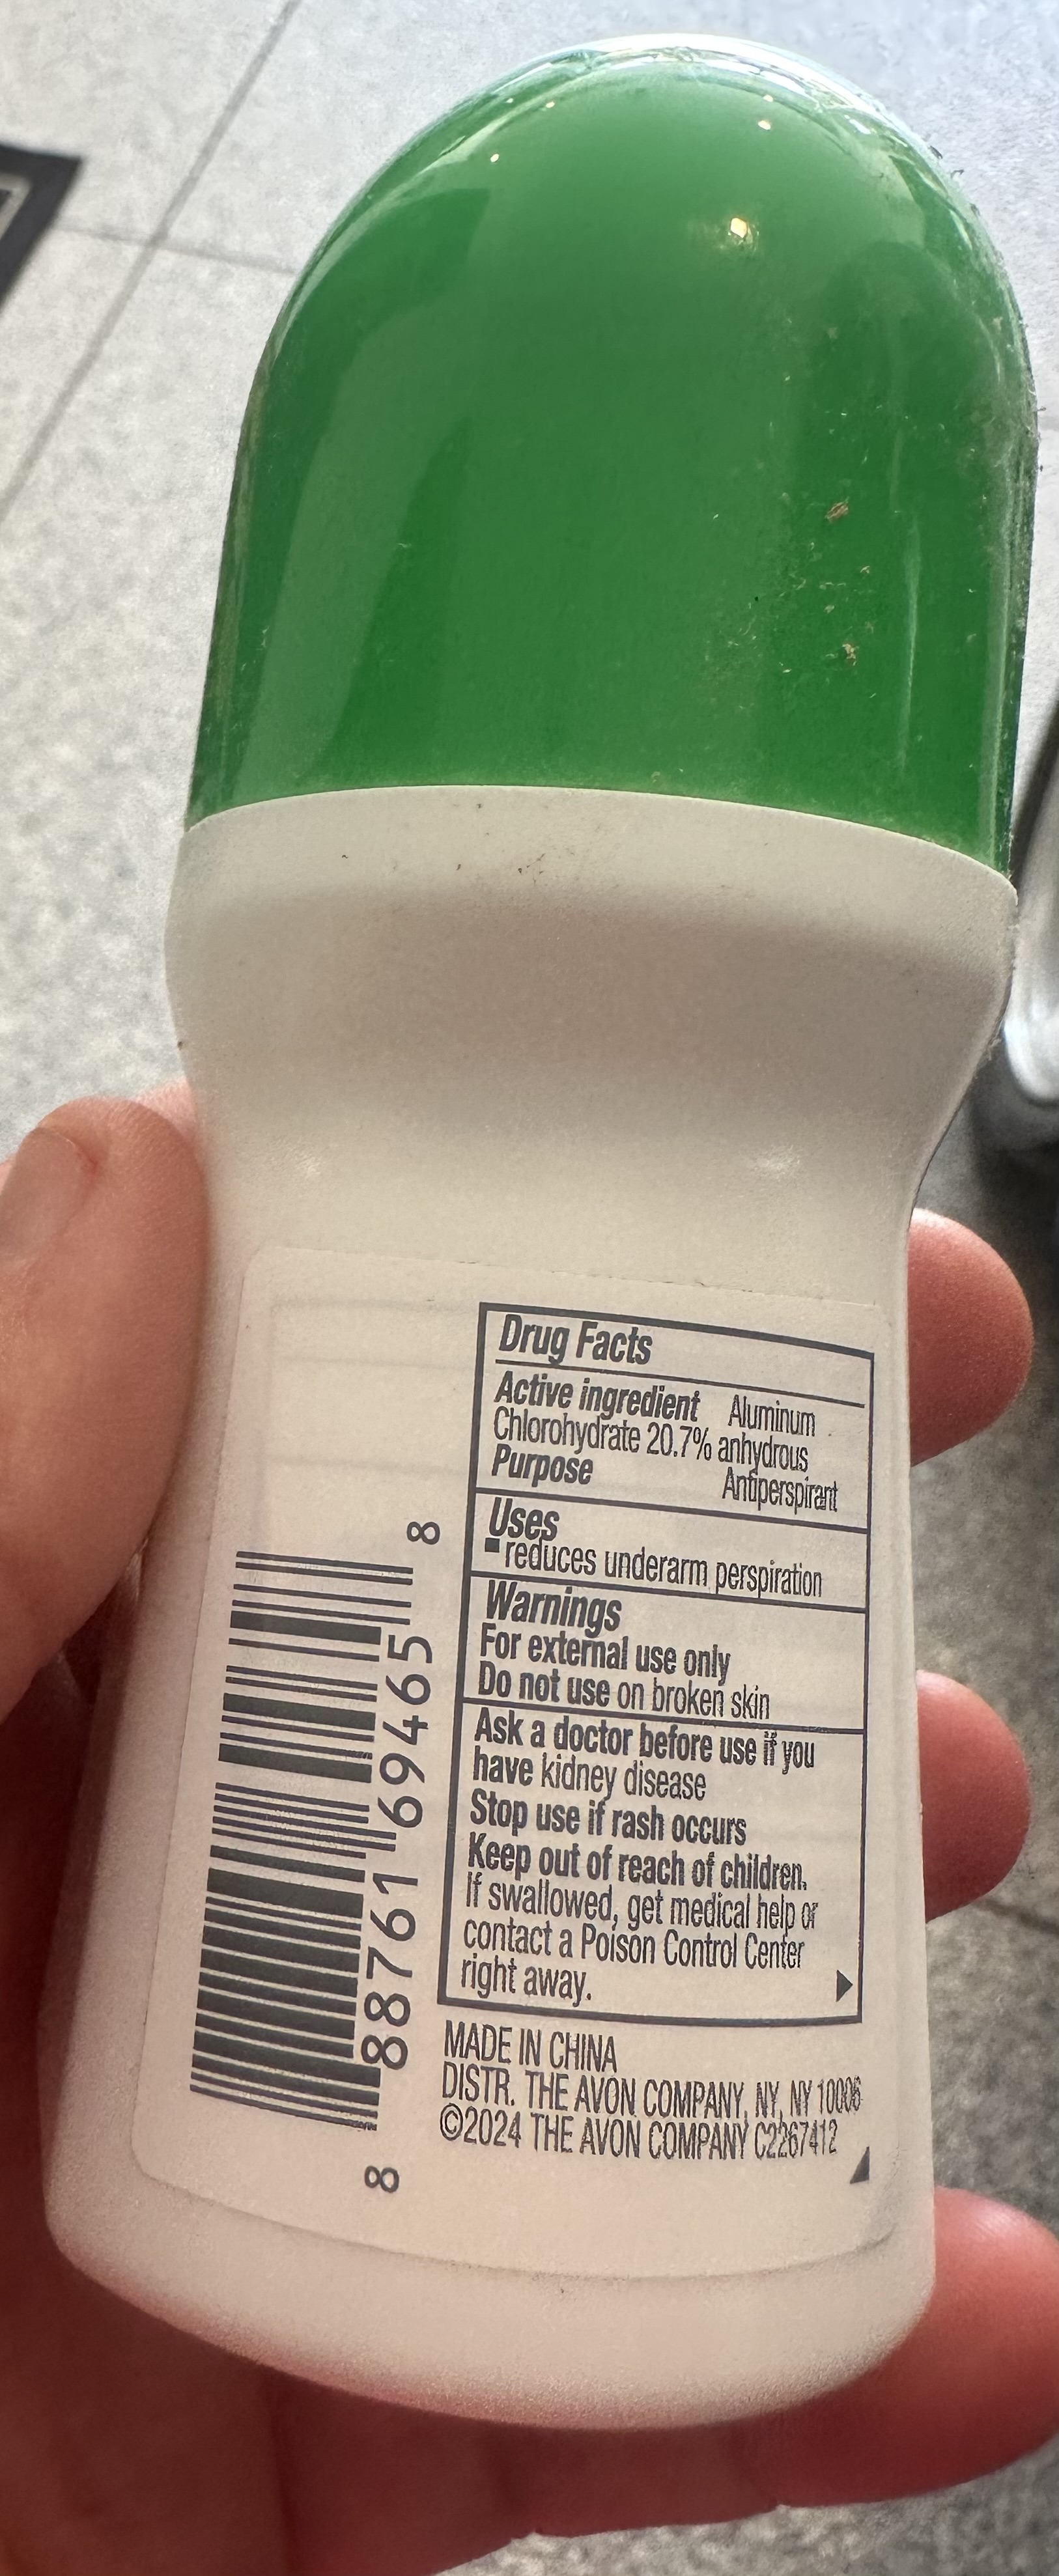 Drug Facts
Active ingredient Aluminum
Chlorohydrate 20.7% anhydrous
Purpose Antiperspirant
Uses
▪ reduces underarm perspiration
Warnings
For external use only
Do not use on broken skin
Ask a doctor before use if you
have kidney disease
Stop use if rash occurs
Keep out of reach of children.
If swallowed, get medical help or
contact a Poison Control Center
right away.
MADE IN CHINA
DISTR. THE AVON COMPANY, NY, NY 10006
©2024 THE AVON COMPANY C2267412
8 88761 69465 8